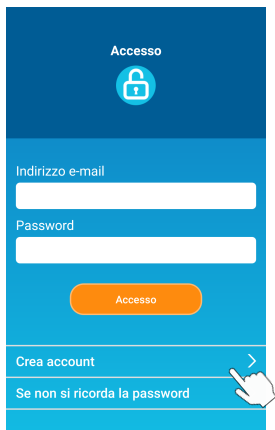 Accesso
Indirizzo e-mail
Password
Accesso
Crea account
Se non si ricorda la password